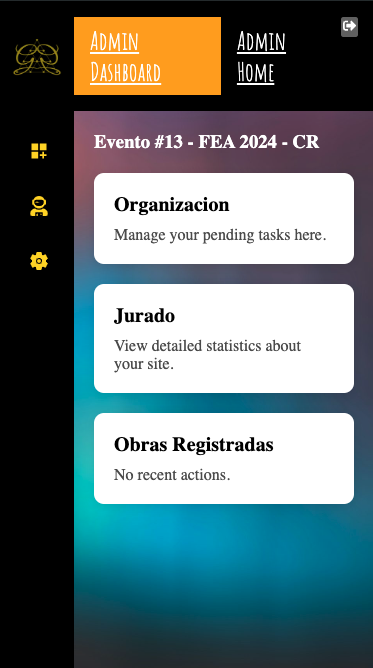 Admin
Dashboard
Admin
Home
Evento #13 - FEA 2024 - CR
Organizacion
Manage your pending tasks here.
Jurado
View detailed statistics about
your site.
Obras Registradas
No recent actions.